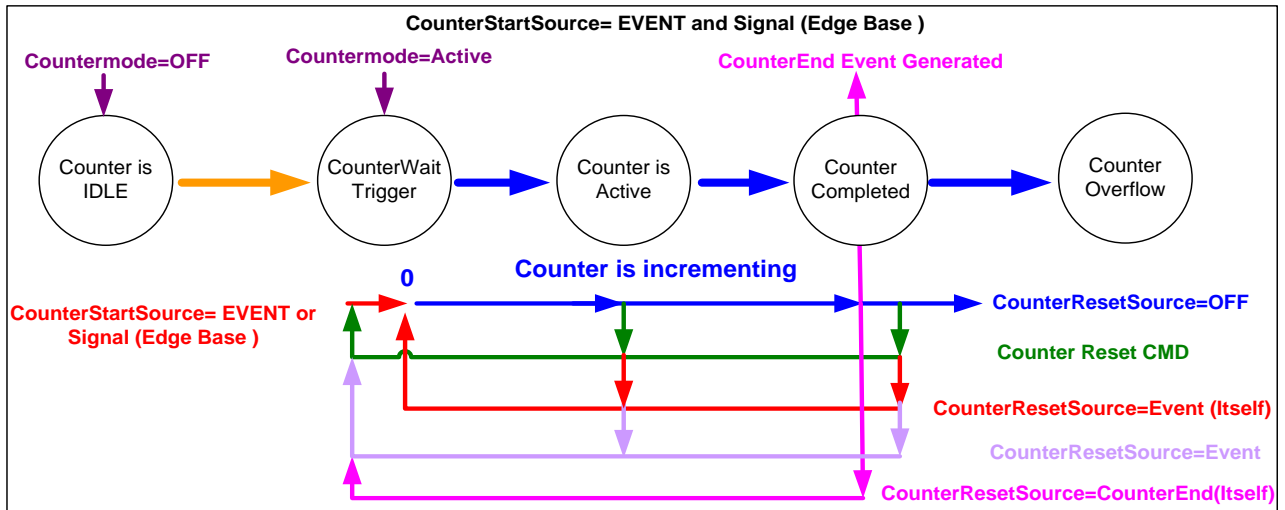 CounterStartSource= EVENT and Signal (Edge Base )
Countermode=OFF
Countermode=Active
CounterEnd Event Generated
Counter is
IDLE
CounterWait
Trigger
Counter is
Active
Counter
Completed
Counter
Overflow
0
Counter is incrementing
CounterStartSource= EVENT or
Signal (Edge Base )
CounterResetSource=OFF
Counter Reset CMD
CounterResetSource=Event (Itself)
CounterResetSource=Event
CounterResetSource=CounterEnd(Itself)